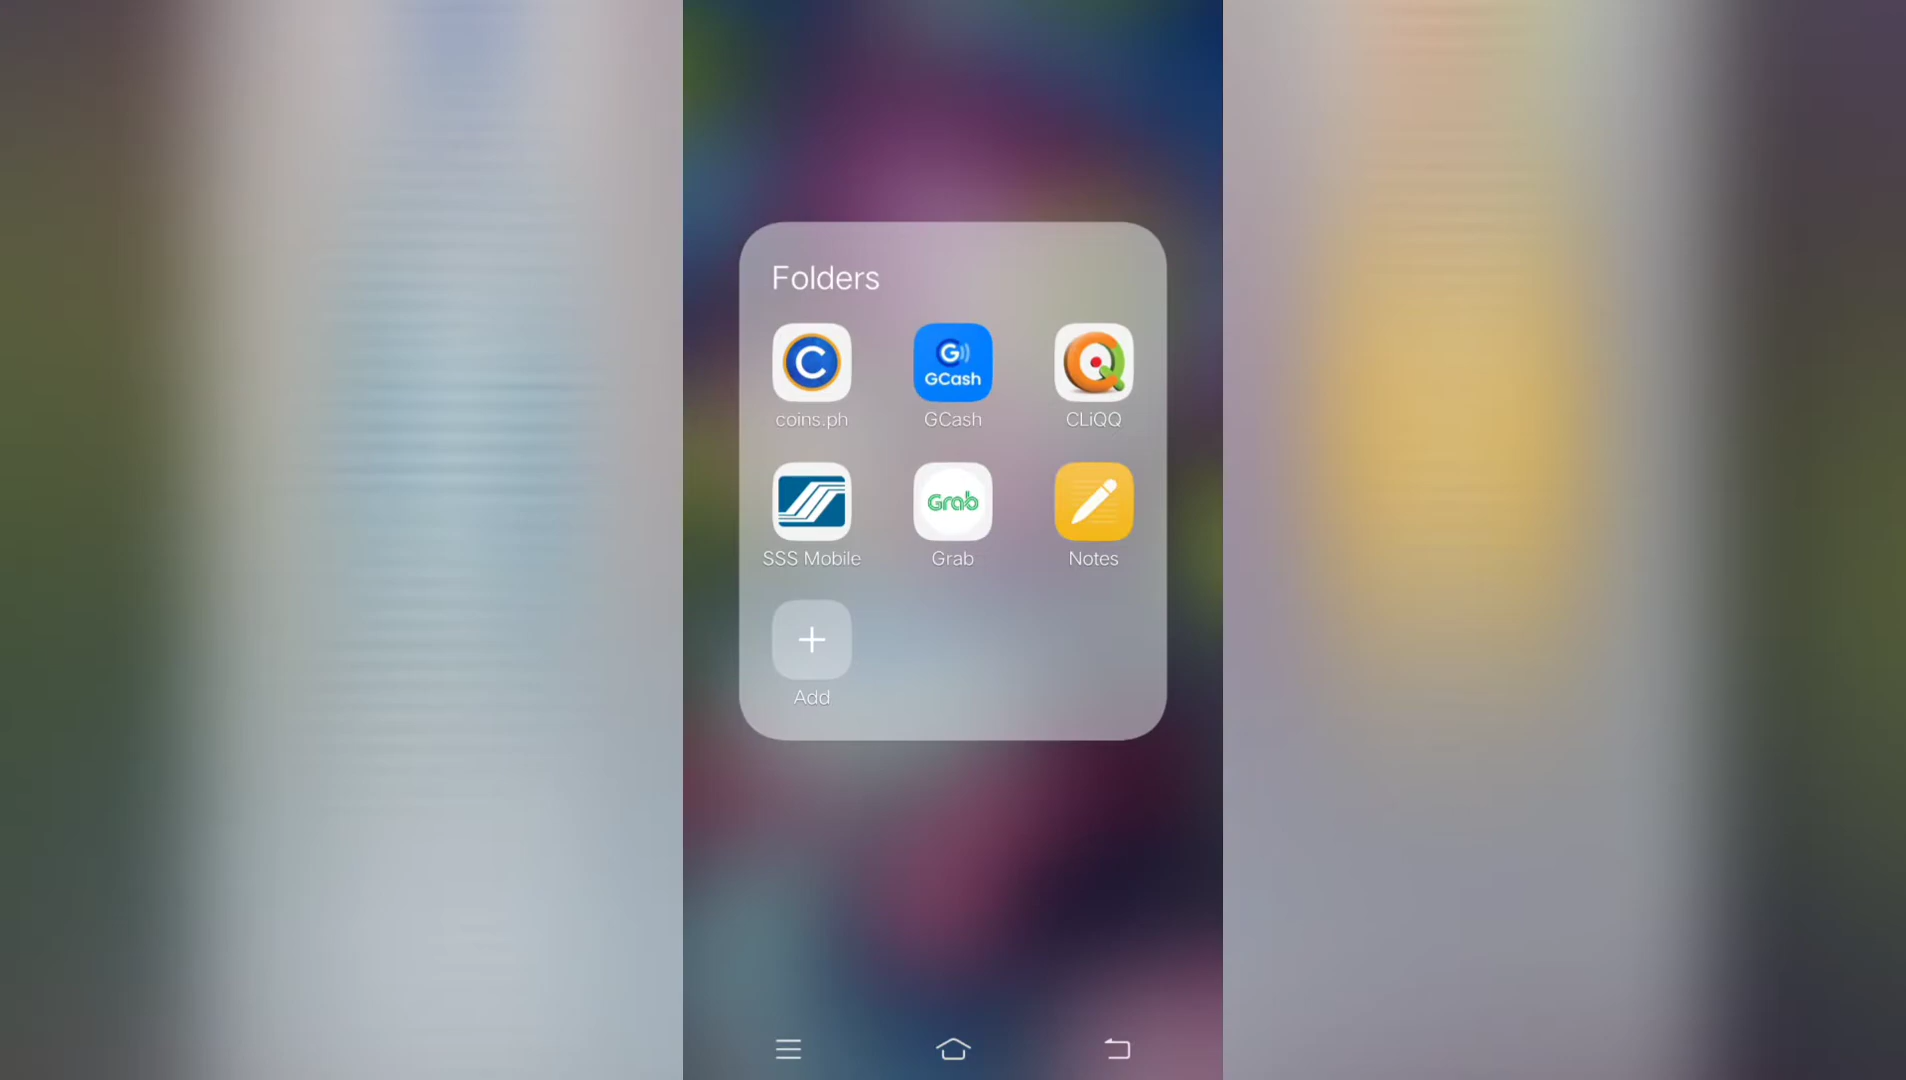 Folders
C
G
GCash
Q
coins.ph
GCash
CLiQQ
Grab
SSS Mobile
Grab
Notes
Add